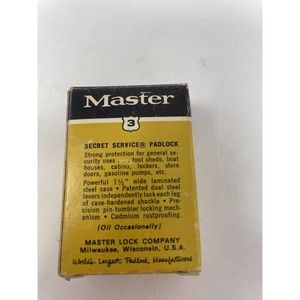 Master
3
SECRET SERVICE® PADLOCK
Strong protection for general se-
curity uses . . . tool sheds, boat
houses, cabins, lockers, store
doors, gasoline pumps, etc.
Powerful 1½" wide laminated
steel case • Patented dual steel
levers independently lock each leg
of case-hardened shackle • Pre-
cision pin-tumbler locking mech-
anism • Cadmium rustproofing.
(Oil Occasionally)
MASTER LOCK COMPANY
Milwaukee, Wisconsin, U.S.A.
World's Largest Padlock Manufacturers